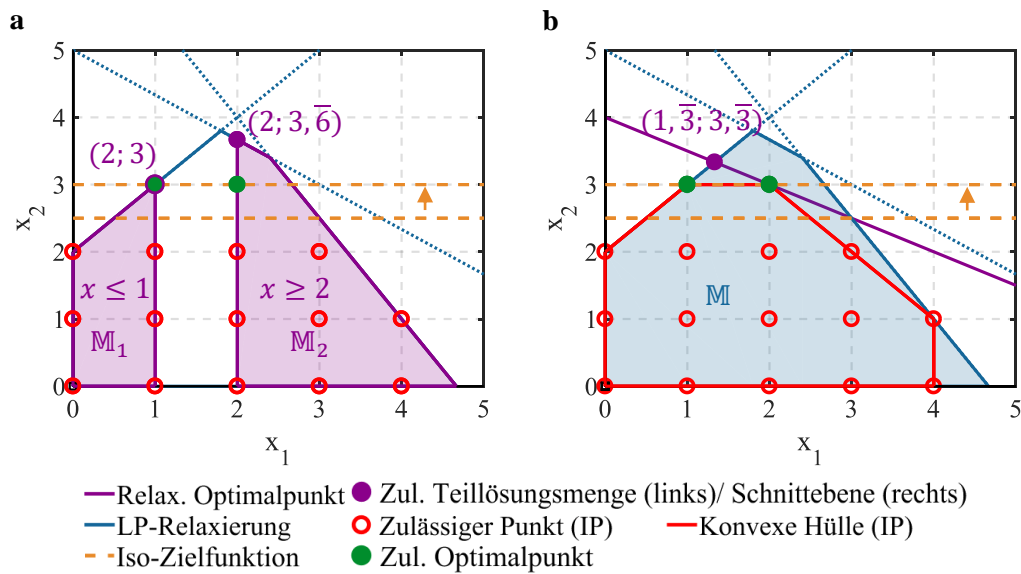 a
b
5
(2; 3,6̅)
(2; 3)
x ≤ 1
x ≥ 2
𝕄₁
𝕄₂
4
3
2
1
0
x₂
0 1 2 3 4 5
x₁
5
(1,3̅; 3,3̅)
𝕄
4
3
2
1
0
x₂
0 1 2 3 4 5
x₁
Relax. Optimalpunkt
Zul. Teillösungsmenge (links)/ Schnittebene (rechts)
LP-Relaxierung
Zulässiger Punkt (IP)
Konvexe Hülle (IP)
Iso-Zielfunktion
Zul. Optimalpunkt